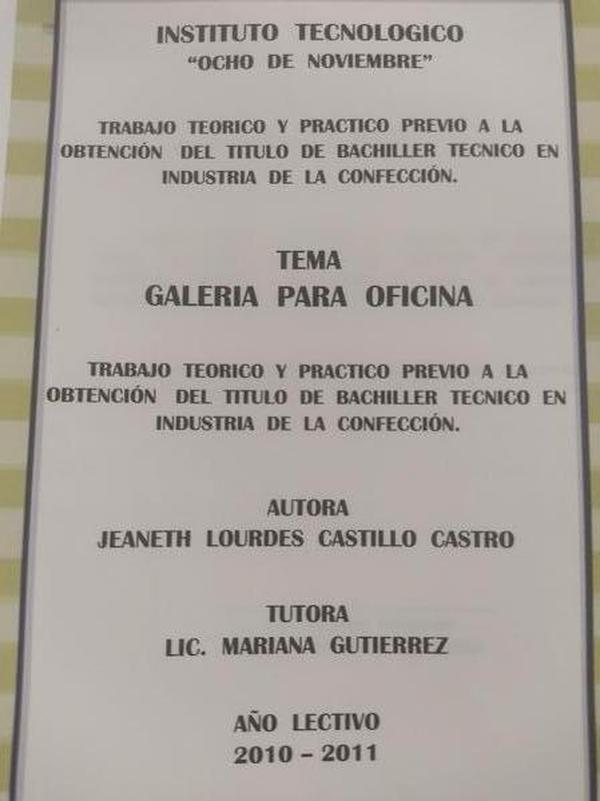 INSTITUTO TECNOLOGICO
“OCHO DE NOVIEMBRE”
TRABAJO TEORICO Y PRACTICO PREVIO A LA
OBTENCIÓN DEL TITULO DE BACHILLER TECNICO EN
INDUSTRIA DE LA CONFECCIÓN.
TEMA
GALERIA PARA OFICINA
TRABAJO TEORICO Y PRACTICO PREVIO A LA
OBTENCIÓN DEL TITULO DE BACHILLER TECNICO EN
INDUSTRIA DE LA CONFECCIÓN.
AUTORA
JEANETH LOURDES CASTILLO CASTRO
TUTORA
LIC. MARIANA GUTIERREZ
AÑO LECTIVO
2010 – 2011